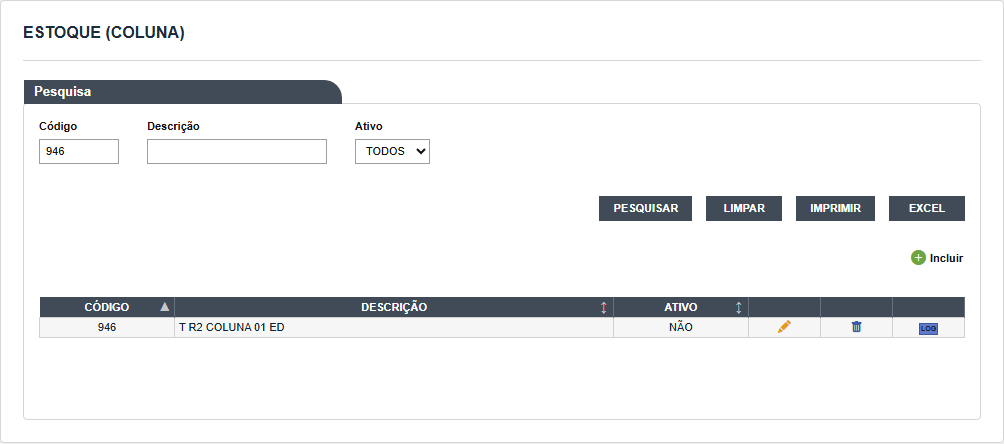 ESTOQUE (COLUNA)
Pesquisa
Código Descrição Ativo
946 TODOS
PESQUISAR LIMPAR IMPRIMIR EXCEL
Incluir
CÓDIGO DESCRIÇÃO ATIVO
946 T R2 COLUNA 01 ED NÃO LOG